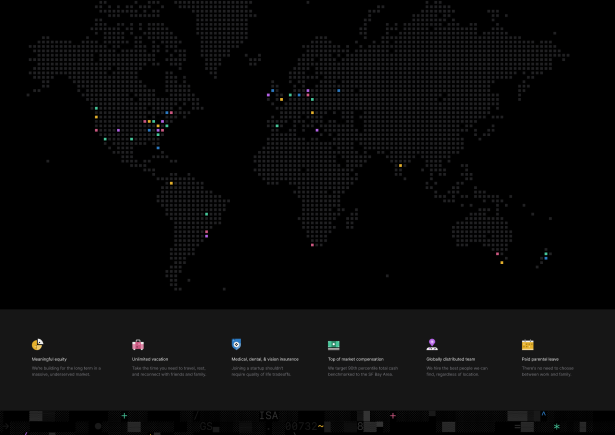 Meaningful equity
Unlimited vacation
Medical, dental, & vision insurance
Top of market compensation
Globally distributed team
Paid parental leave
We're building for the long term in a
massive, underserved market.
Take the time you need to travel, rest,
and reconnect with friends and family.
Joining a startup shouldn't
require quality of life tradeoffs.
We target 90th percentile total cash
benchmarked to the SF Bay Area.
We hire the best people we can
find, regardless of location.
There's no need to choose
between work and family.
ISA
GS
00732
8